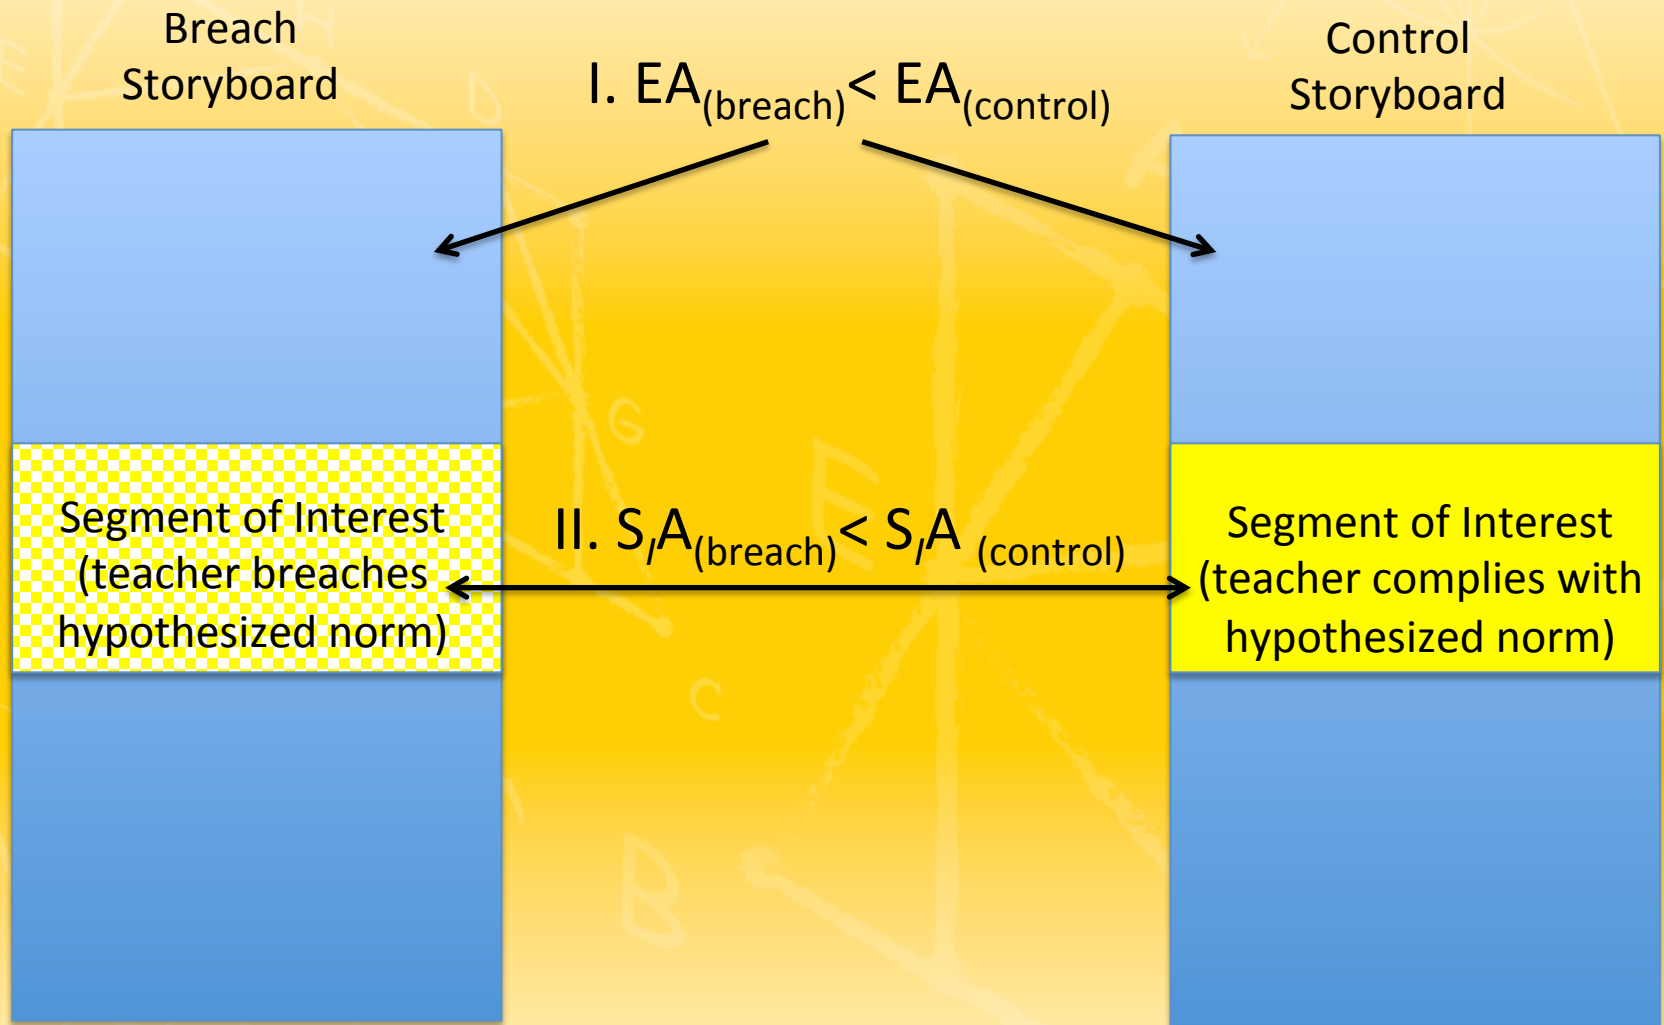 Breach
Storyboard
I. EA(breach)< EA(control)
Control
Storyboard
Segment of Interest
(teacher breaches
hypothesized norm)
II. SIA(breach)< SIA (control)
Segment of Interest
(teacher complies with
hypothesized norm)
E
H
D
A
G
E
C
B